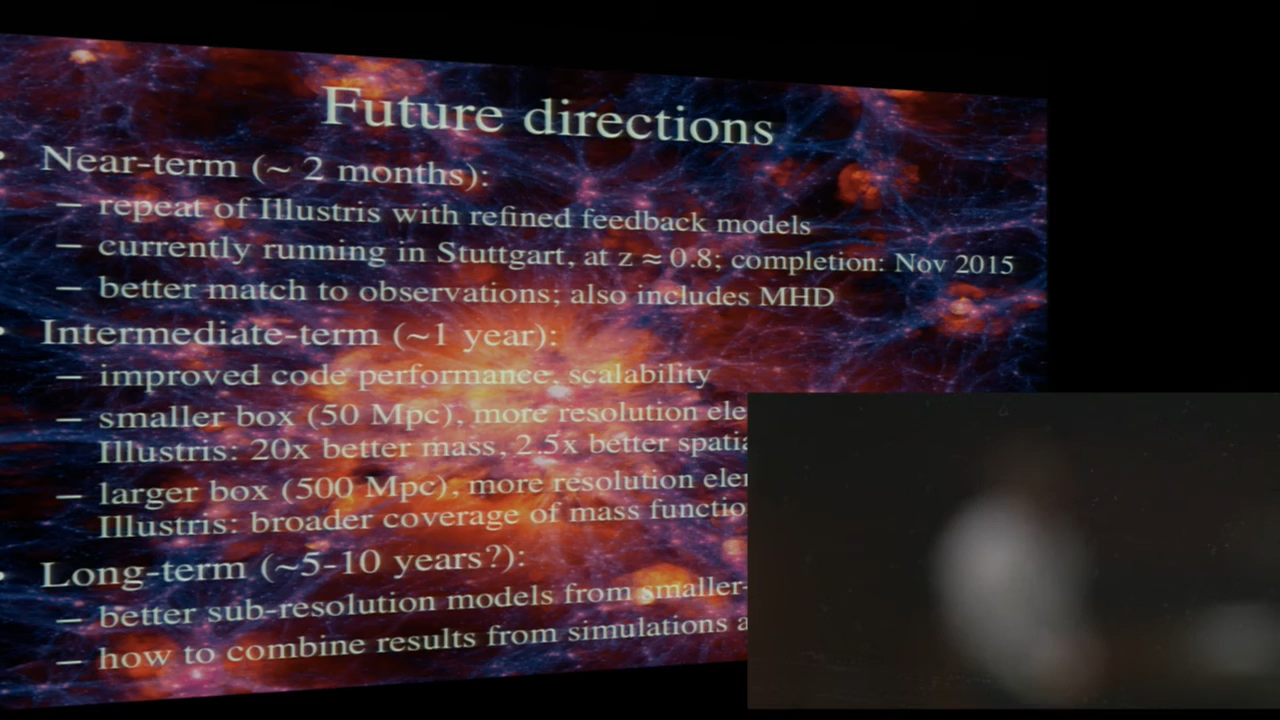 Future directions
• Near-term (~ 2 months):
– repeat of Illustris with refined feedback models
– currently running in Stuttgart, at z ≈ 0.8; completion: Nov 2015
– better match to observations; also includes MHD
• Intermediate-term (~1 year):
– improved code performance, scalability
– smaller box (50 Mpc), more resolution
Illustris: 20x better mass, 2.5x better
– larger box (500 Mpc), more resolution
Illustris: broader coverage of mass
• Long-term (~5-10 years?):
– better sub-resolution models from smaller-
– how to combine results from simulations